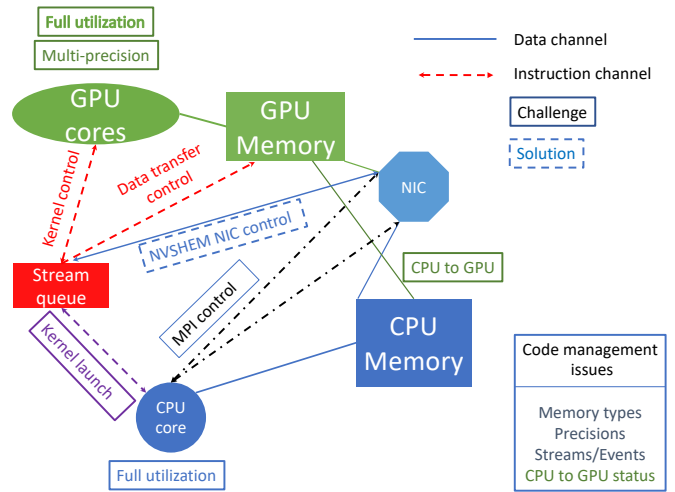 Full utilization
Multi-precision
GPU
cores
GPU
Memory
Data channel
Instruction channel
Challenge
Solution
NIC
Kernel control
Data transfer
control
NVSHEM NIC control
Stream
queue
MPI control
CPU to GPU
Kernel launch
CPU
Memory
CPU
core
Full utilization
Code management
issues
Memory types
Precisions
Streams/Events
CPU to GPU status